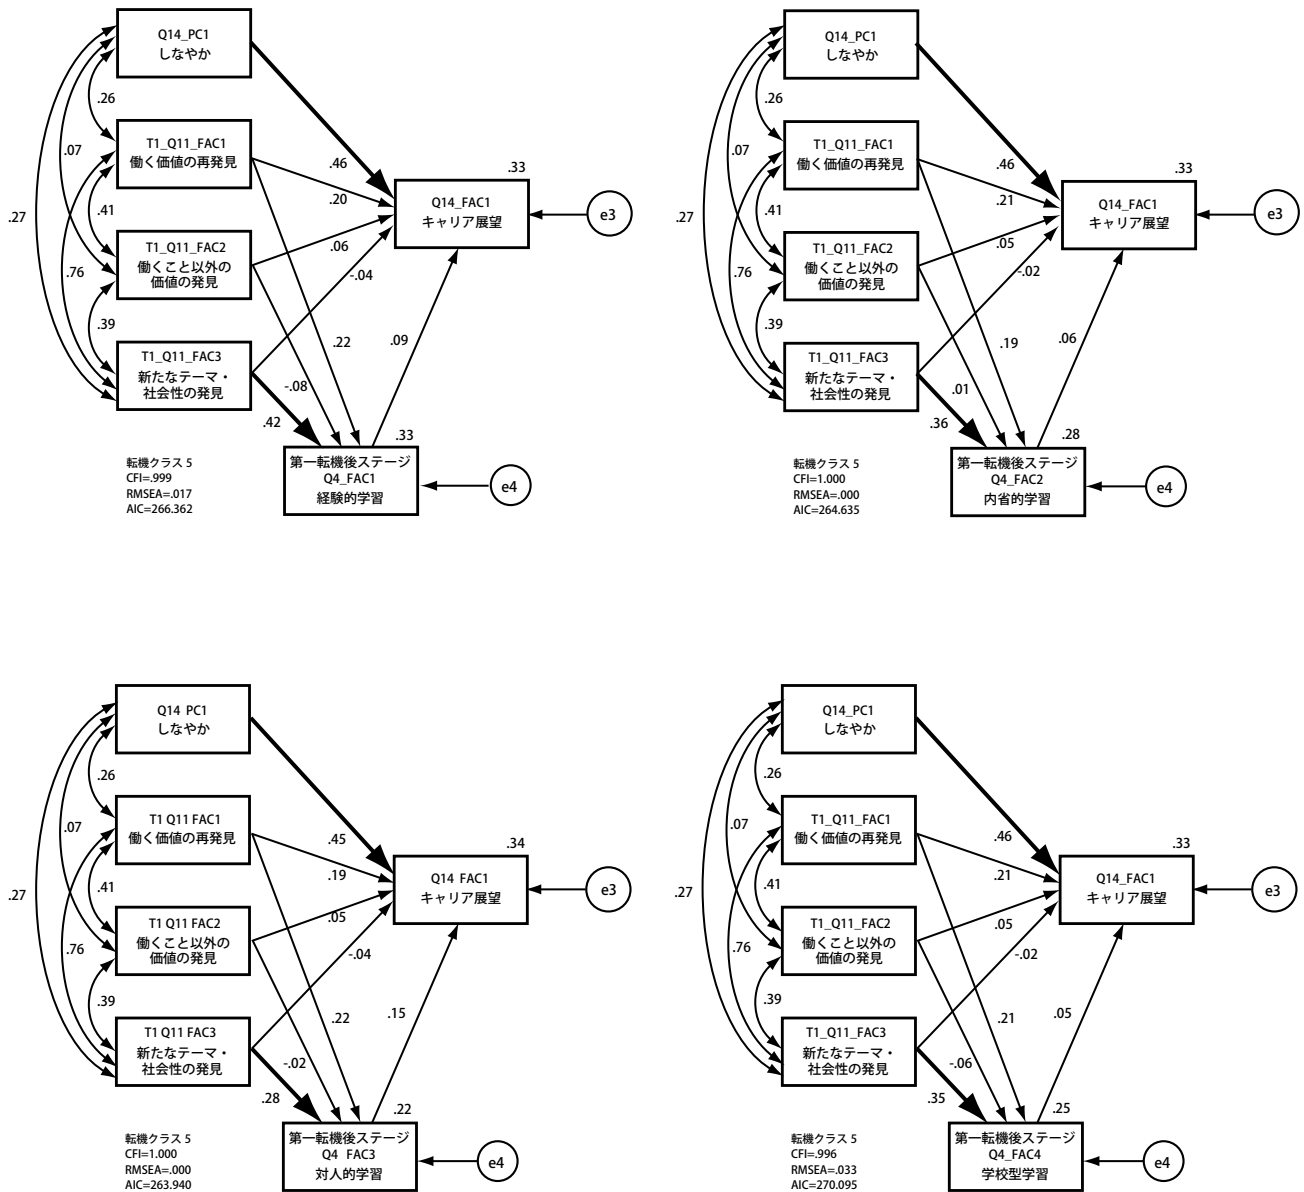 Q14_PC1
しなやか
.26
T1_Q11_FAC1
働く価値の再発見
.07
.46
.33
.20
Q14_FAC1
キャリア展望
e3
.27
.41
T1_Q11_FAC2
働くこと以外の
価値の発見
.06
.76
-.04
.39
.22
.09
T1_Q11_FAC3
新たなテーマ・
社会性の発見
-.08
.42
.33
転機クラス 5
CFI=.999
RMSEA=.017
AIC=266.362
第一転機後ステージ
Q4_FAC1
経験的学習
e4
Q14_PC1
しなやか
.26
T1_Q11_FAC1
働く価値の再発見
.07
.46
.33
.21
Q14_FAC1
キャリア展望
e3
.27
.41
T1_Q11_FAC2
働くこと以外の
価値の発見
.05
.76
-.02
.39
.19
.06
T1_Q11_FAC3
新たなテーマ・
社会性の発見
.01
.36
.28
転機クラス 5
CFI=1.000
RMSEA=.000
AIC=264.635
第一転機後ステージ
Q4_FAC2
内省的学習
e4
Q14 PC1
しなやか
.26
T1 Q11 FAC1
働く価値の再発見
.07
.45
.34
.19
Q14 FAC1
キャリア展望
e3
.27
.41
T1 Q11 FAC2
働くこと以外の
価値の発見
.05
.76
-.04
.39
.22
.15
T1 Q11 FAC3
新たなテーマ・
社会性の発見
-.02
.28
.22
転機クラス 5
CFI=1.000
RMSEA=.000
AIC=263.940
第一転機後ステージ
Q4 FAC3
対人的学習
e4
Q14_PC1
しなやか
.26
T1_Q11_FAC1
働く価値の再発見
.07
.46
.33
.21
Q14_FAC1
キャリア展望
e3
.27
.41
T1_Q11_FAC2
働くこと以外の
価値の発見
.05
.76
-.02
.39
.21
.05
T1_Q11_FAC3
新たなテーマ・
社会性の発見
-.06
.35
.25
転機クラス 5
CFI=.996
RMSEA=.033
AIC=270.095
第一転機後ステージ
Q4_FAC4
学校型学習
e4